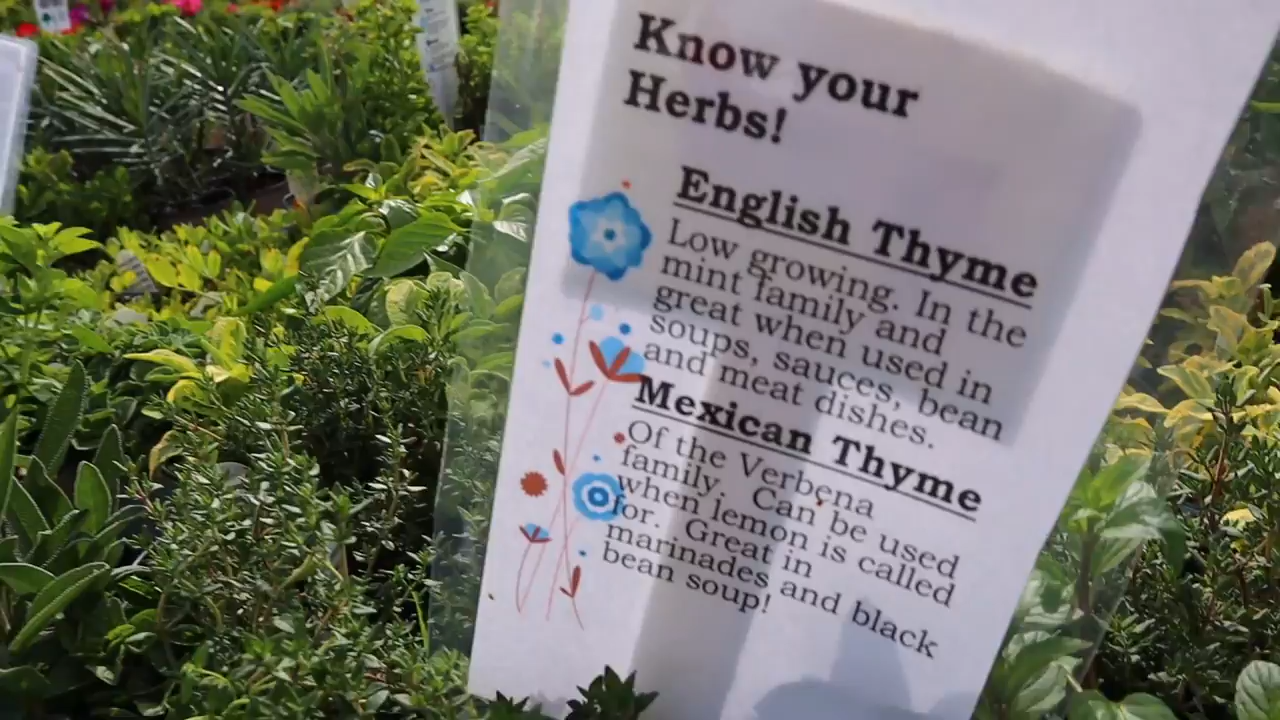 Know your
Herbs!
English Thyme
Low growing. In the
mint family and
great when used in
soups, sauces, bean
and meat dishes.
Mexican Thyme
Of the Verbena
family. Can be used
when lemon is called
for. Great in
marinades and black
bean soup!